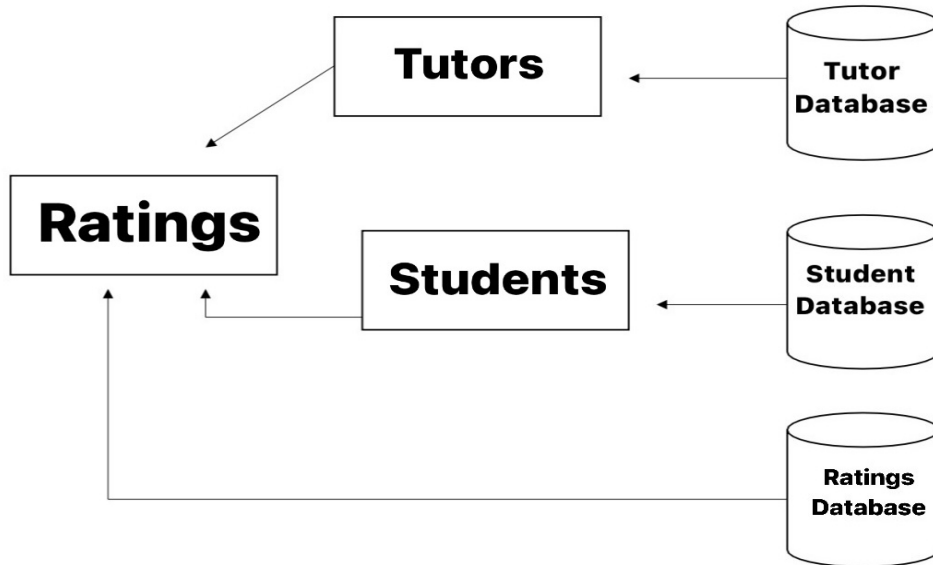 Tutors
Tutor
Database
Ratings
Students
Student
Database
Ratings
Database